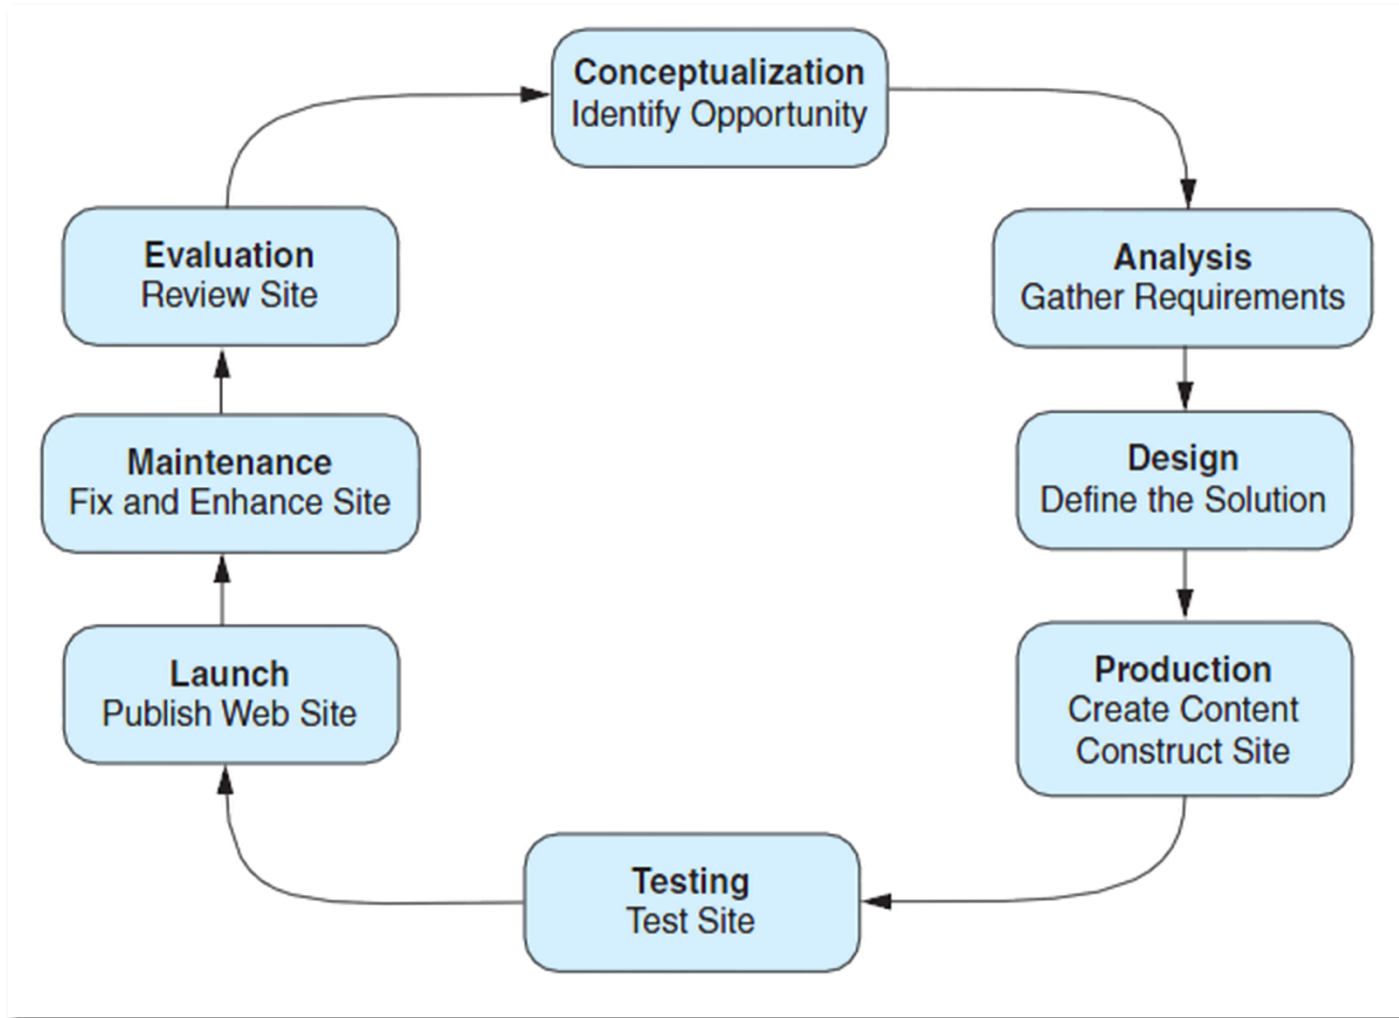 Conceptualization
Identify Opportunity
Analysis
Gather Requirements
Design
Define the Solution
Production
Create Content
Construct Site
Testing
Test Site
Launch
Publish Web Site
Maintenance
Fix and Enhance Site
Evaluation
Review Site